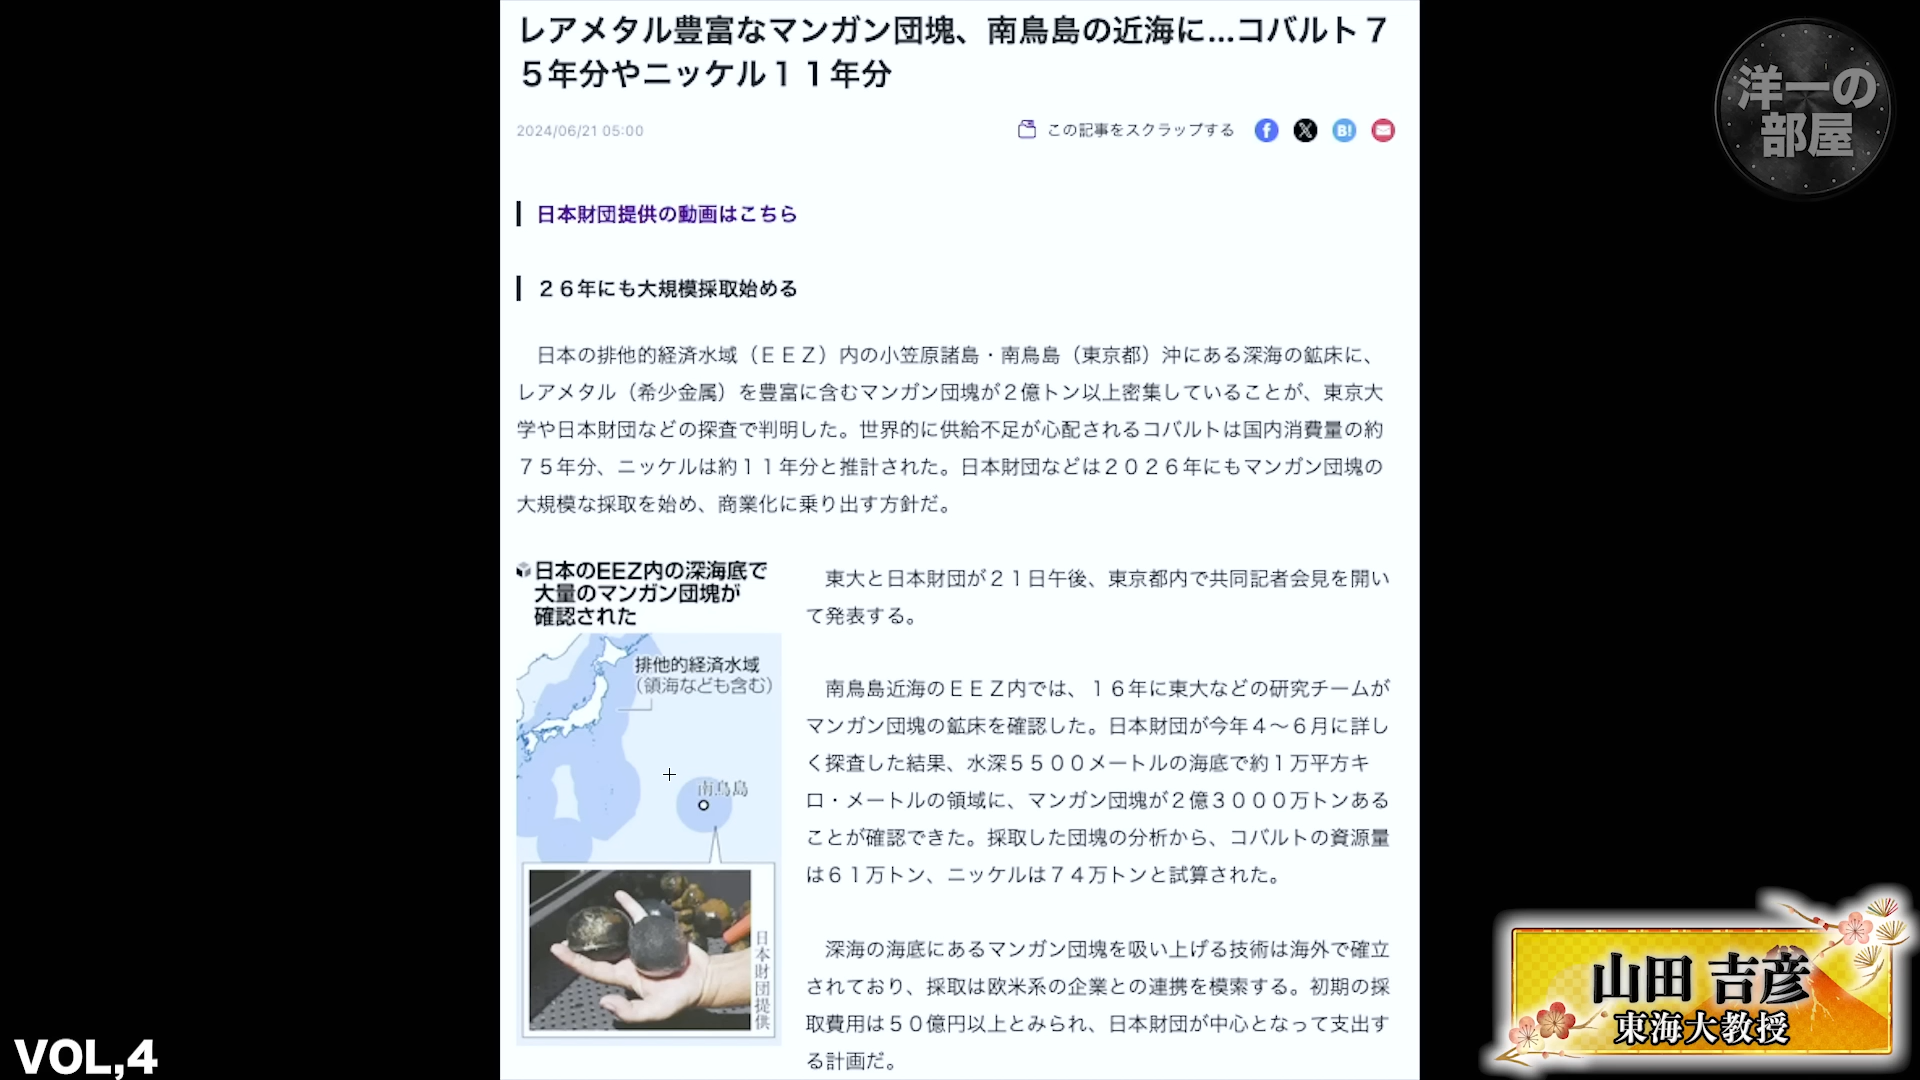 レアメタル豊富なマンガン団塊、南鳥島の近海に…コバルト７
５年分やニッケル１１年分
2024/06/21 05:00
この記事をスクラップする
B!
洋一の
部屋
日本財団提供の動画はこちら
２６年にも大規模採取始める
日本の排他的経済水域（ＥＥＺ）内の小笠原諸島・南鳥島（東京都）沖にある深海の鉱床に、
レアメタル（希少金属）を豊富に含むマンガン団塊が２億トン以上密集していることが、東京大
学や日本財団などの探査で判明した。世界的に供給不足が心配されるコバルトは国内消費量の約
７５年分、ニッケルは約１１年分と推計された。日本財団などは２０２６年にもマンガン団塊の
大規模な採取を始め、商業化に乗り出す方針だ。
日本のEEZ内の深海底で
大量のマンガン団塊が
確認された
排他的経済水域
（領海なども含む）
南鳥島
日本財団提供
東大と日本財団が２１日午後、東京都内で共同記者会見を開い
て発表する。
南鳥島近海のＥＥＺ内では、１６年に東大などの研究チームが
マンガン団塊の鉱床を確認した。日本財団が今年４～６月に詳し
く探査した結果、水深５５００メートルの海底で約１万平方キ
ロ・メートルの領域に、マンガン団塊が２億３０００万トンある
ことが確認できた。採取した団塊の分析から、コバルトの資源量
は６１万トン、ニッケルは７４万トンと試算された。
深海の海底にあるマンガン団塊を吸い上げる技術は海外で確立
されており、採取は欧米系の企業との連携を模索する。初期の採
取費用は５０億円以上とみられ、日本財団が中心となって支出す
る計画だ。
山田 吉彦
東海大教授
VOL,4